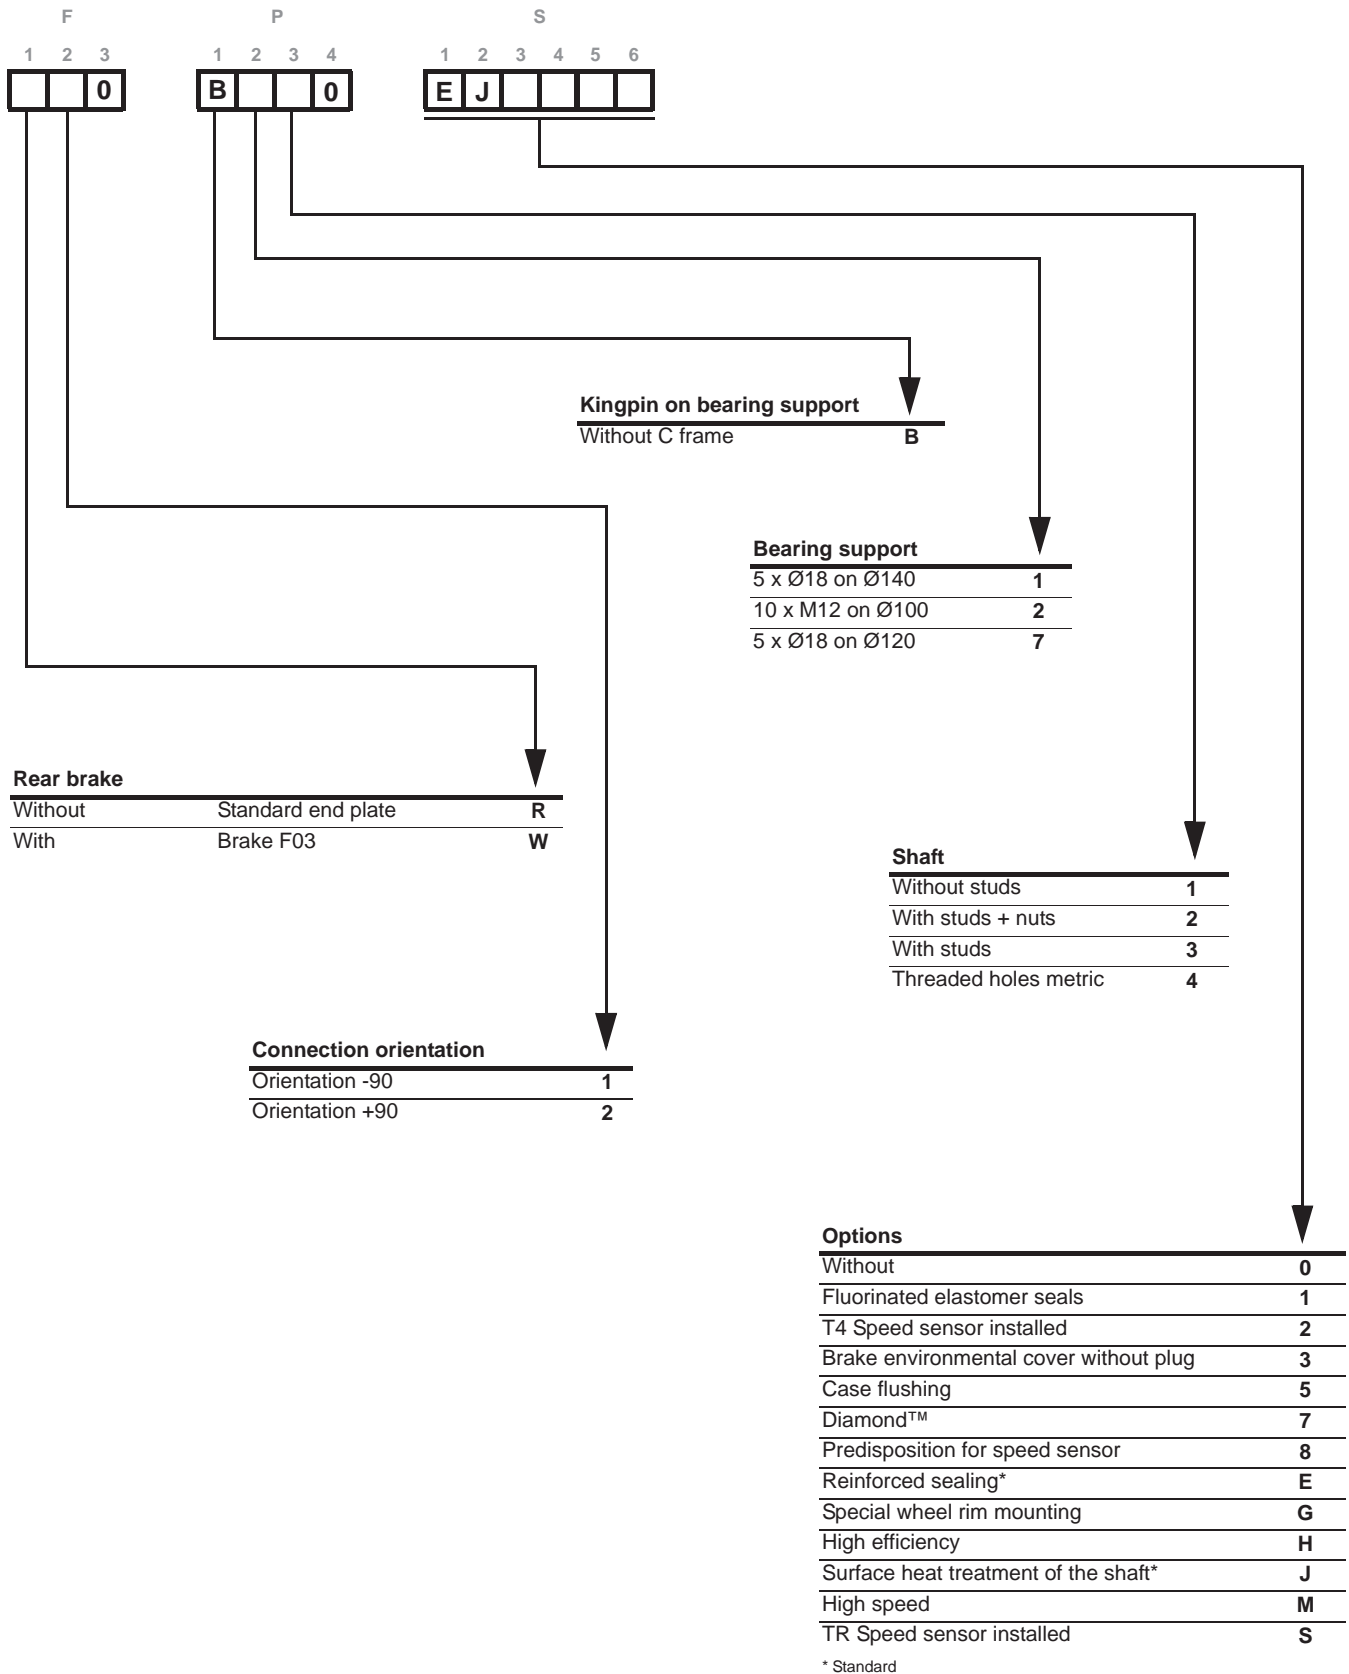 F P S
1 2 3 1 2 3 4 1 2 3 4 5 6
0 B 0 E J
Kingpin on bearing support
Without C frame B
Bearing support
5 x Ø18 on Ø140 1
10 x M12 on Ø100 2
5 x Ø18 on Ø120 7
Rear brake
Without Standard end plate R
With Brake F03 W
Shaft
Without studs 1
With studs + nuts 2
With studs 3
Threaded holes metric 4
Connection orientation
Orientation -90 1
Orientation +90 2
Options
Without 0
Fluorinated elastomer seals 1
T4 Speed sensor installed 2
Brake environmental cover without plug 3
Case flushing 5
Diamond™ 7
Predisposition for speed sensor 8
Reinforced sealing* E
Special wheel rim mounting G
High efficiency H
Surface heat treatment of the shaft* J
High speed M
TR Speed sensor installed S
* Standard